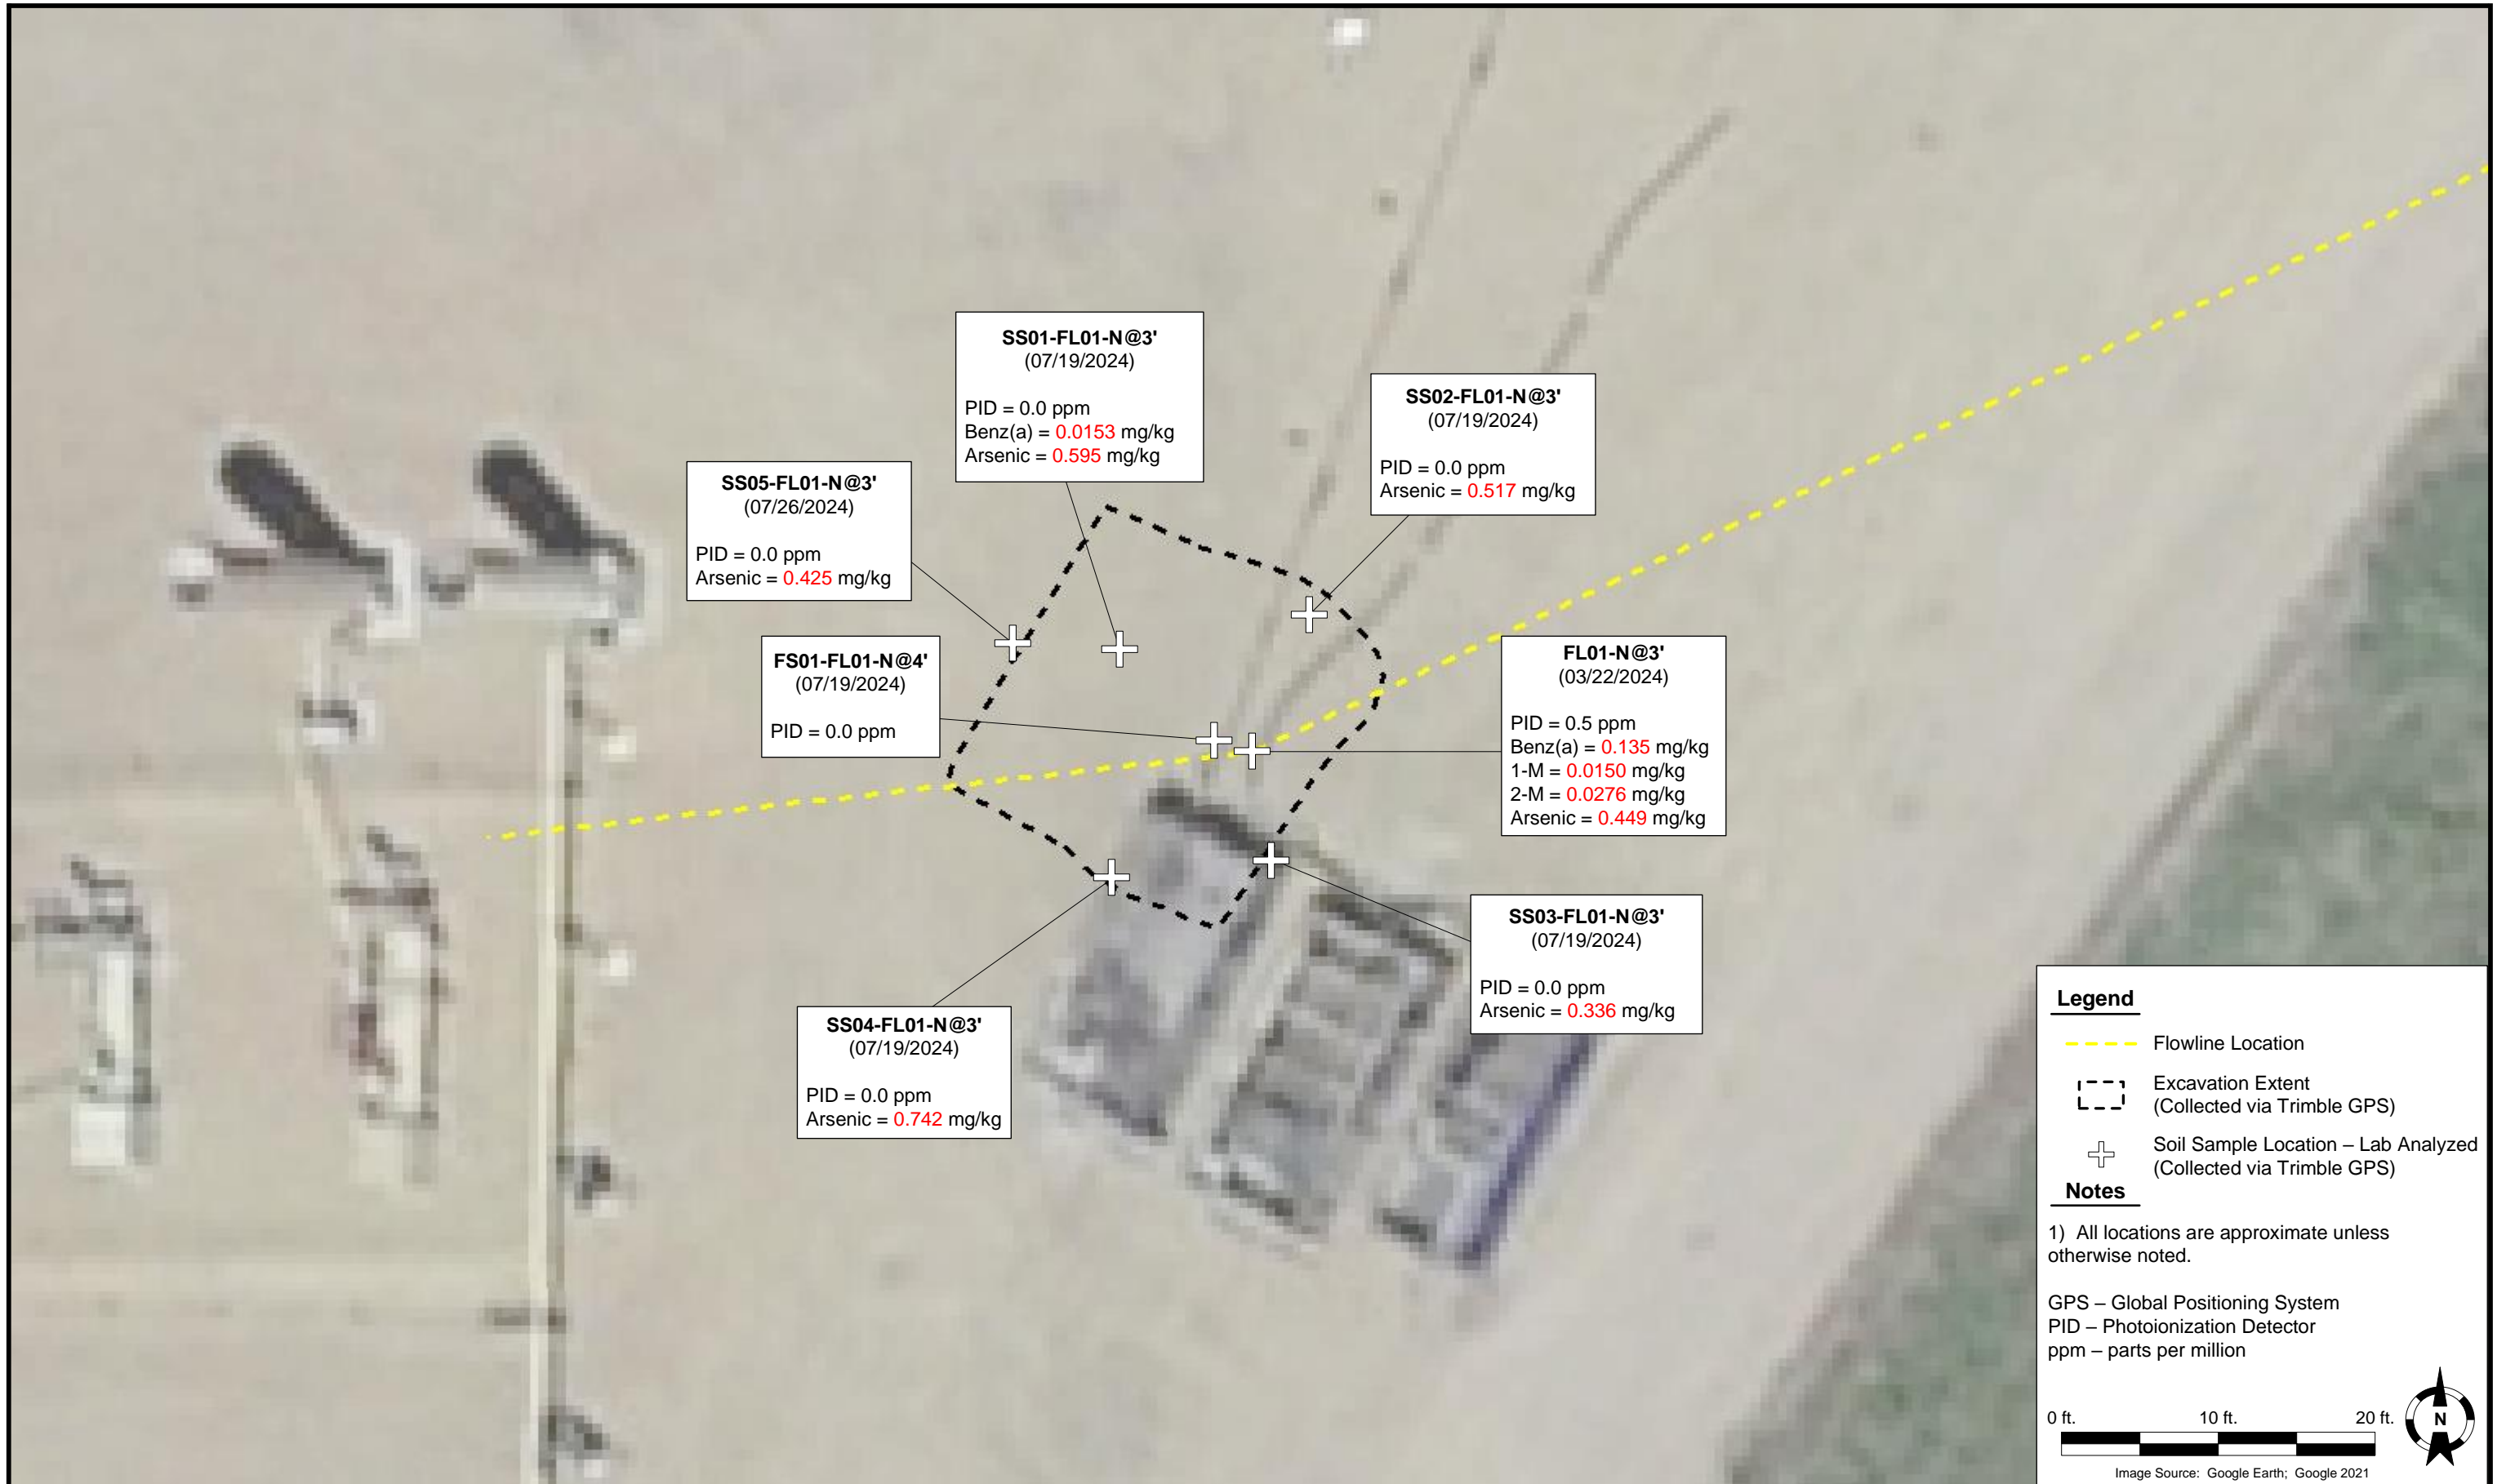 SS01-FL01-N@3'
(07/19/2024)
PID = 0.0 ppm
Benz(a) = 0.0153 mg/kg
Arsenic = 0.595 mg/kg
SS02-FL01-N@3'
(07/19/2024)
PID = 0.0 ppm
Arsenic = 0.517 mg/kg
SS05-FL01-N@3'
(07/26/2024)
PID = 0.0 ppm
Arsenic = 0.425 mg/kg
FS01-FL01-N@4'
(07/19/2024)
PID = 0.0 ppm
FL01-N@3'
(03/22/2024)
PID = 0.5 ppm
Benz(a) = 0.135 mg/kg
1-M = 0.0150 mg/kg
2-M = 0.0276 mg/kg
Arsenic = 0.449 mg/kg
SS03-FL01-N@3'
(07/19/2024)
PID = 0.0 ppm
Arsenic = 0.336 mg/kg
SS04-FL01-N@3'
(07/19/2024)
PID = 0.0 ppm
Arsenic = 0.742 mg/kg
Legend
Flowline Location
Excavation Extent
(Collected via Trimble GPS)
Soil Sample Location – Lab Analyzed
(Collected via Trimble GPS)
Notes
1) All locations are approximate unless
otherwise noted.
GPS – Global Positioning System
PID – Photoionization Detector
ppm – parts per million
0 ft. 10 ft. 20 ft.
N
Image Source: Google Earth; Google 2021